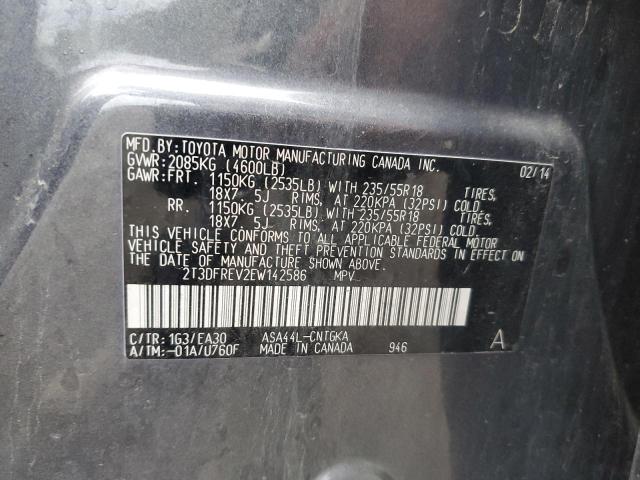 MFD.BY:TOYOTA MOTOR MANUFACTURING CANADA INC. 02/14
GVWR:2085KG (4600LB)
GAWR:FRT. 1150KG (2535LB) WITH 235/55R18 TIRES,
18X7 5J RIMS, AT 220KPA (32PSI) COLD.
RR. 1150KG (2535LB) WITH 235/55R18 TIRES,
18X7 5J RIMS, AT 220KPA (32PSI) COLD.
THIS VEHICLE CONFORMS TO ALL APPLICABLE FEDERAL MOTOR
VEHICLE SAFETY AND THEFT PREVENTION STANDARDS IN EFFECT ON
THE DATE OF MANUFACTURE SHOWN ABOVE.
2T3DFREV2EW142586 MPV
C/TR:1G3/EA30 ASA44L-CNTGKA
A/TM:-01A/U760F MADE IN CANADA 946 A